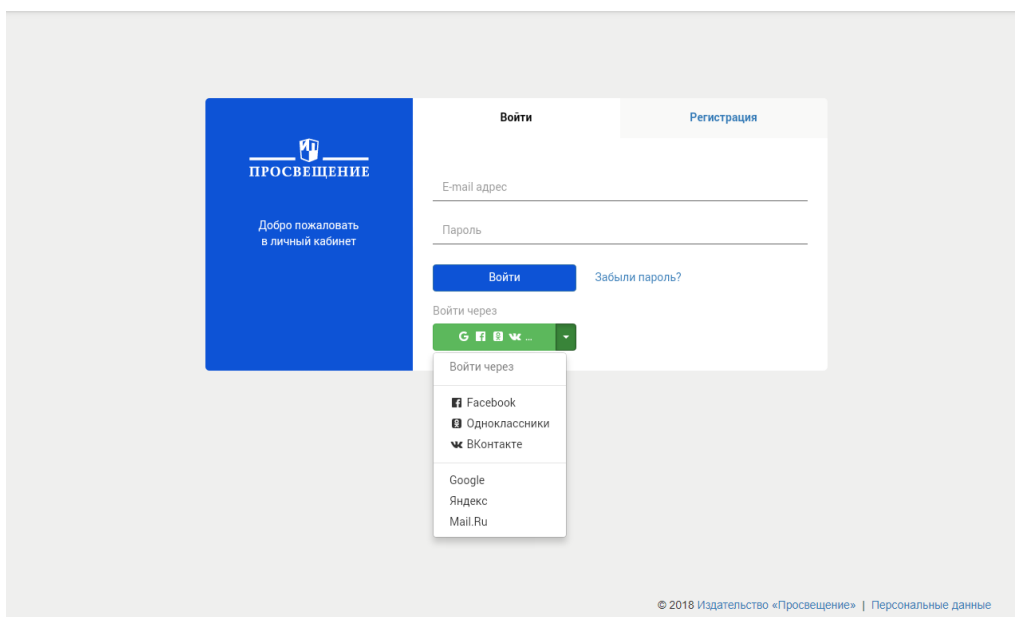 Войти
Регистрация
ПРОСВЕЩЕНИЕ
Добро пожаловать
в личный кабинет
E-mail адрес
Пароль
Войти
Забыли пароль?
Войти через
...
Войти через
Facebook
Одноклассники
ВКонтакте
Google
Яндекс
Mail.Ru
© 2018 Издательство «Просвещение» | Персональные данные